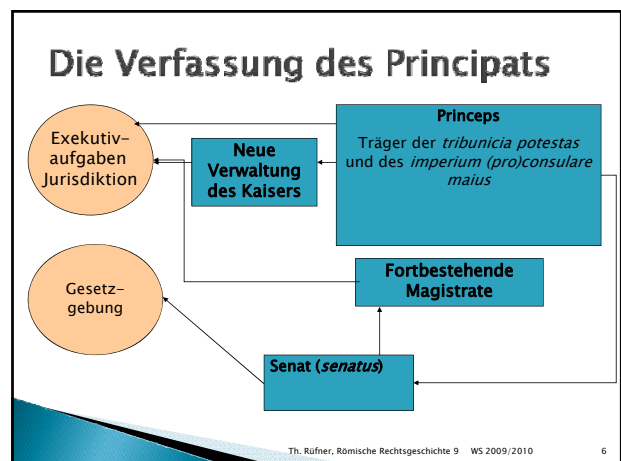 Die Verfassung des Principats
Exekutiv-
aufgaben
Jurisdiktion
Neue
Verwaltung
des Kaisers
Princeps
Träger der tribunicia potestas
und des imperium (pro)consulare
maius
Fortbestehende
Magistrate
Gesetz-
gebung
Senat (senatus)
Th. Rüfner, Römische Rechtsgeschichte 9 WS 2009/2010 6